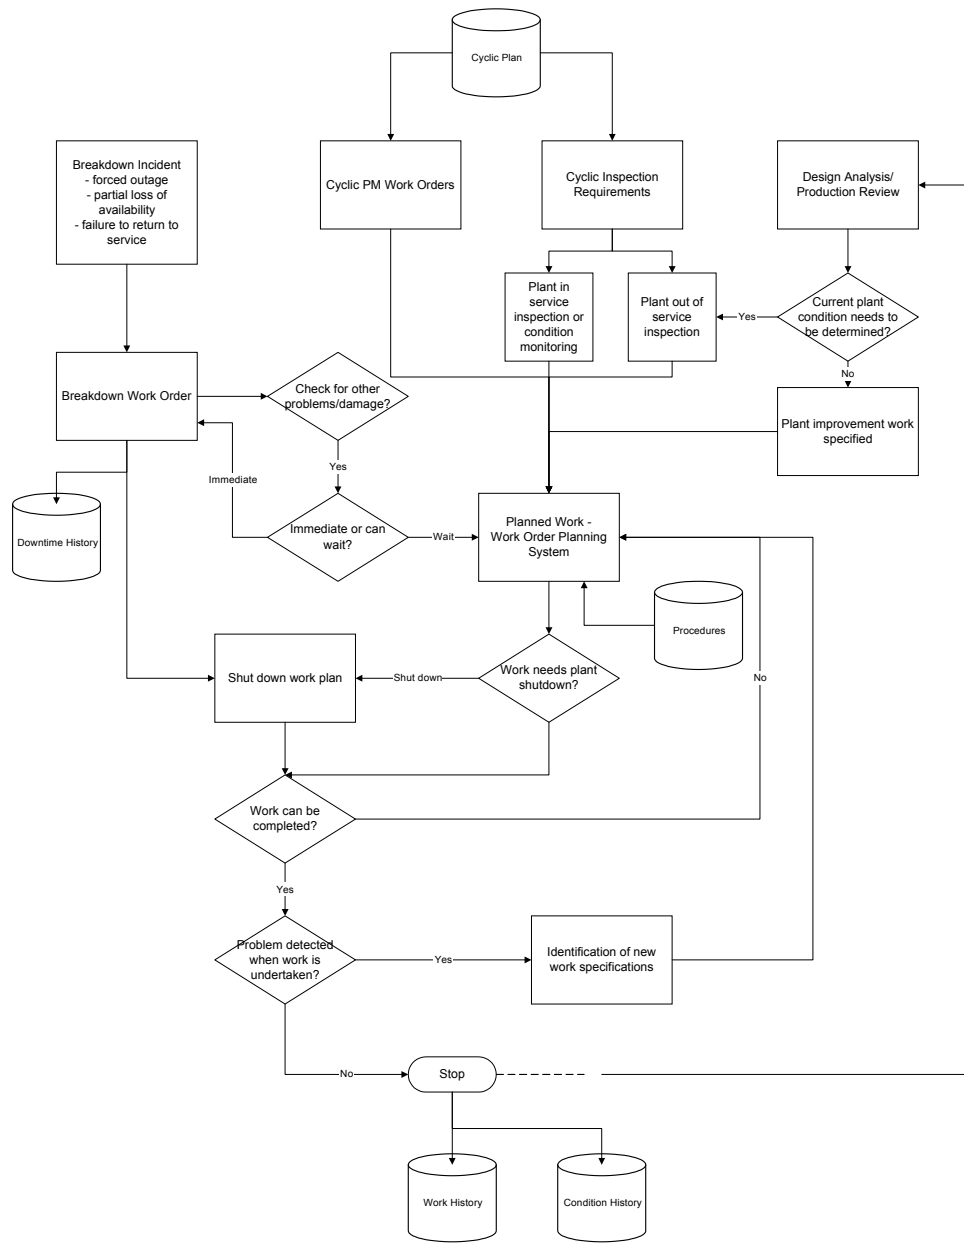 Cyclic Plan
Breakdown Incident
- forced outage
- partial loss of
availability
- failure to return to
service
Cyclic PM Work Orders
Cyclic Inspection
Requirements
Design Analysis/
Production Review
Plant in
service
inspection or
condition
monitoring
Plant out of
service
inspection
Yes
Current plant
condition needs to
be determined?
No
Breakdown Work Order
Check for other
problems/damage?
Plant improvement work
specified
Yes
Immediate
Downtime History
Immediate or can
wait?
Wait
Planned Work -
Work Order Planning
System
Procedures
Shut down work plan
Shut down
Work needs plant
shutdown?
No
Work can be
completed?
Yes
Problem detected
when work is
undertaken?
Yes
Identification of new
work specifications
No
Stop
Work History
Condition History